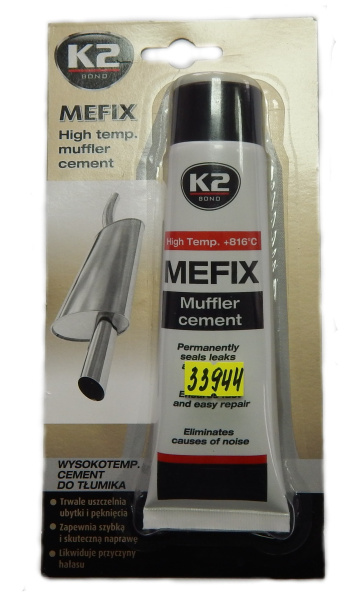 K2
BOND
MEFIX
High temp.
muffler
cement
WYSOKOTEMP.
CEMENT
DO TŁUMIKA
Trwale uszczelnia
ubytki i pęknięcia
Zapewnia szybką
i skuteczną naprawę
Likwiduje przyczyny
hałasu
K2
BOND
High Temp. +816°C
MEFIX
Muffler
cement
Permanently
seals leaks
33944
and easy repair
Eliminates
causes of noise